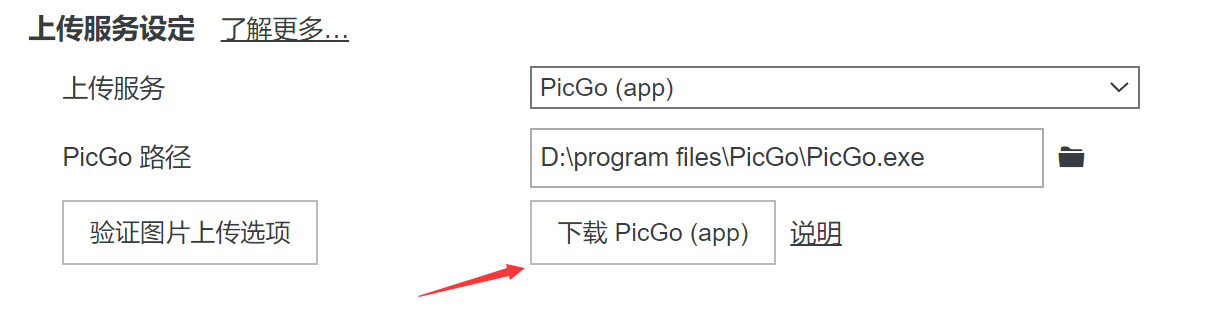 上传服务设定 了解更多…
上传服务 PicGo (app)
PicGo 路径 D:\program files\PicGo\PicGo.exe
验证图片上传选项 下载 PicGo (app) 说明